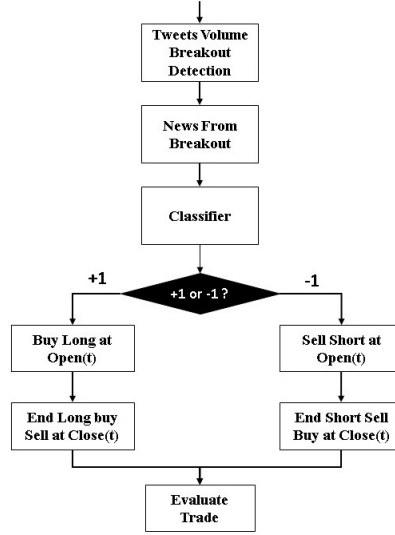 Tweets Volume
Breakout
Detection
News From
Breakout
Classifier
+1 or -1 ?
+1
-1
Buy Long at
Open(t)
Sell Short at
Open(t)
End Long buy
Sell at Close(t)
End Short Sell
Buy at Close(t)
Evaluate
Trade